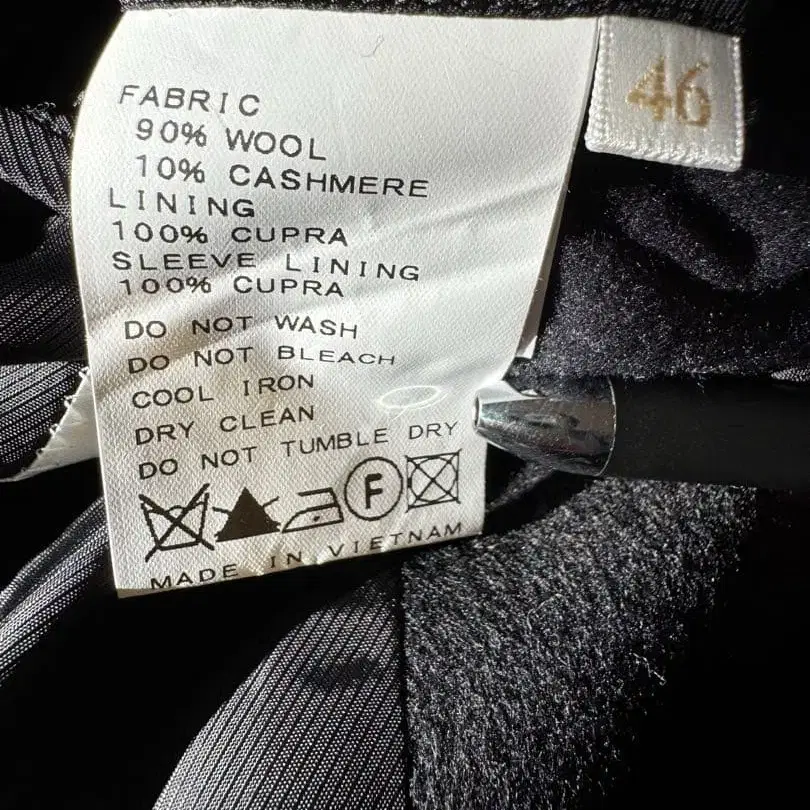 FABRIC
90% WOOL
10% CASHMERE
LINING
100% CUPRA
SLEEVE LINING
100% CUPRA
DO NOT WASH
DO NOT BLEACH
COOL IRON
DRY CLEAN
DO NOT TUMBLE DRY
F
MADE IN VIETNAM
46